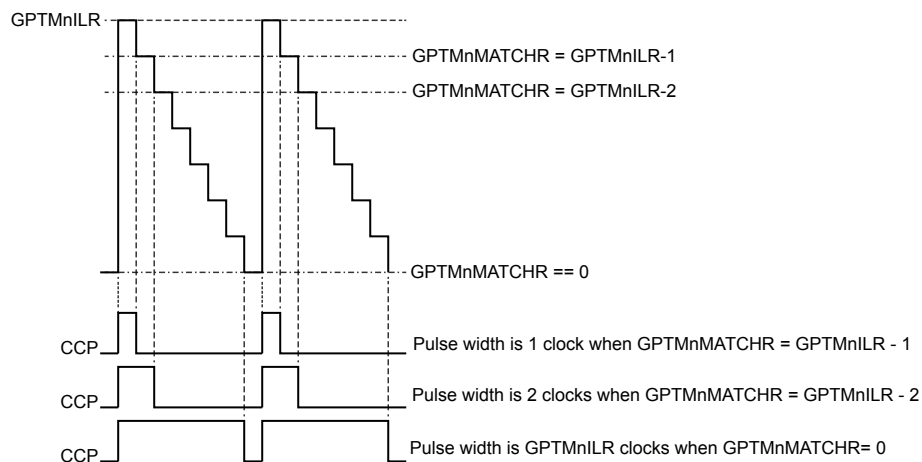 GPTMnILR
GPTMnMATCHR = GPTMnILR-1
GPTMnMATCHR = GPTMnILR-2
GPTMnMATCHR == 0
CCP
Pulse width is 1 clock when GPTMnMATCHR = GPTMnILR - 1
CCP
Pulse width is 2 clocks when GPTMnMATCHR = GPTMnILR - 2
CCP
Pulse width is GPTMnILR clocks when GPTMnMATCHR= 0